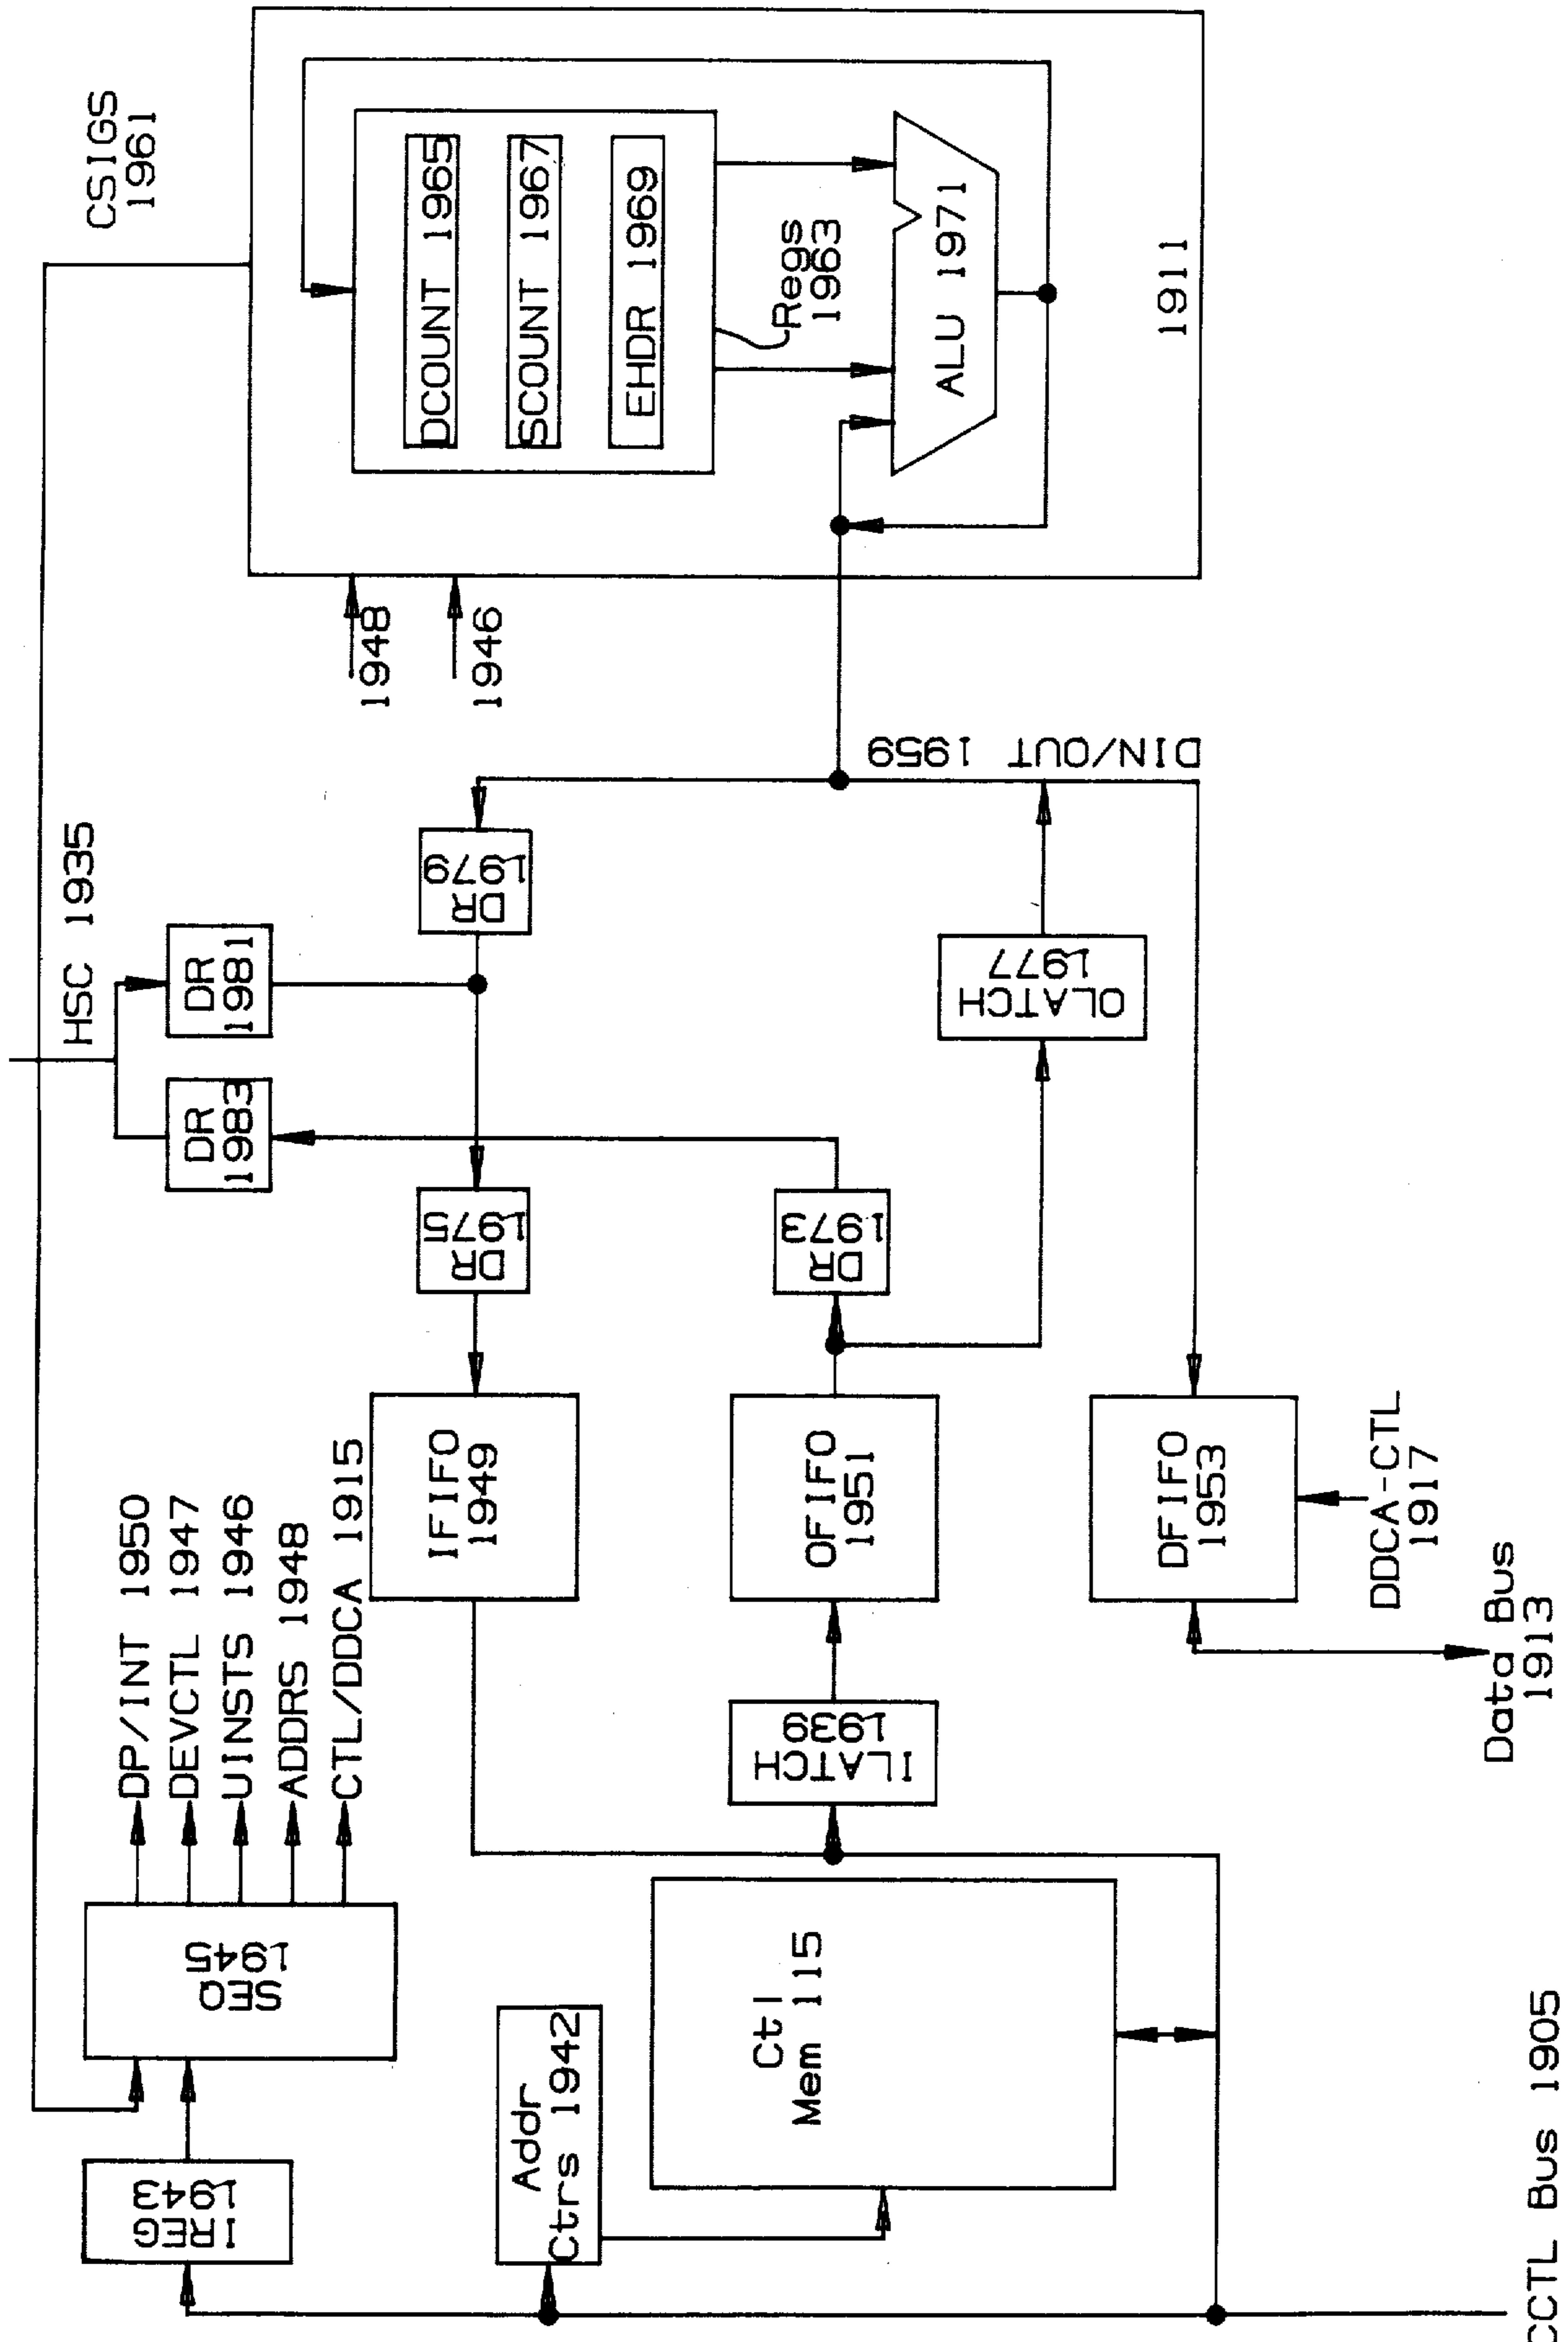 CSIGS
1961
DCOUNT 1965
SCOUNT 1967
EHDR 1969
Regs
1963
ALU 1971
1911
1948
1946
HSC 1935
DR
1981
DR
1983
DR
1979
DIN/OUT 1959
OLATCH
1977
DR
1975
DR
1973
DP/INT 1950
DEVCTL 1947
UINSTS 1946
ADDRS 1948
CTL/DDCA 1915
IFIFO
1949
OFIFO
1951
DFIFO
1953
DDCA-CTL
1917
Data Bus
1913
ILATCH
1939
SEQ
1945
IREG
1943
Addr
Ctrs 1942
Ctl
Mem 115
CCTL Bus 1905